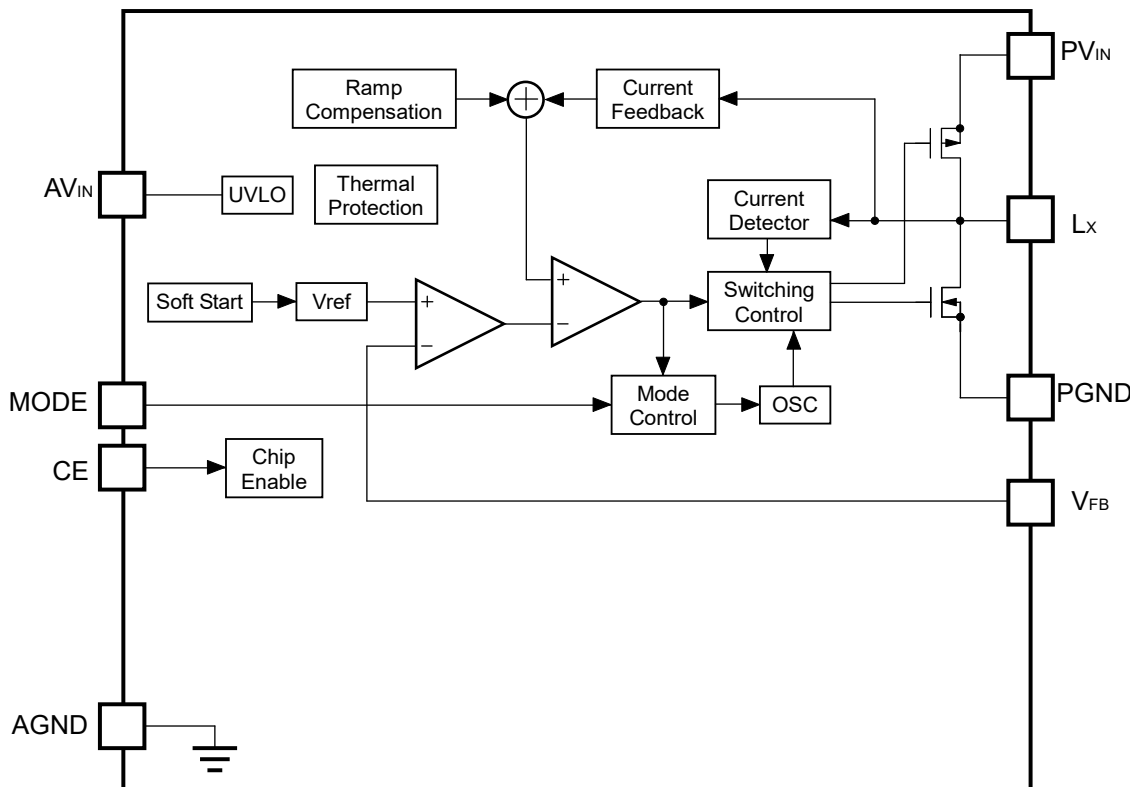 PVIN
Ramp
Compensation
+
Current
Feedback
AVIN
UVLO
Thermal
Protection
Current
Detector
LX
Soft Start
Vref
+
−
+
−
Switching
Control
MODE
Mode
Control
OSC
PGND
CE
Chip
Enable
VFB
AGND